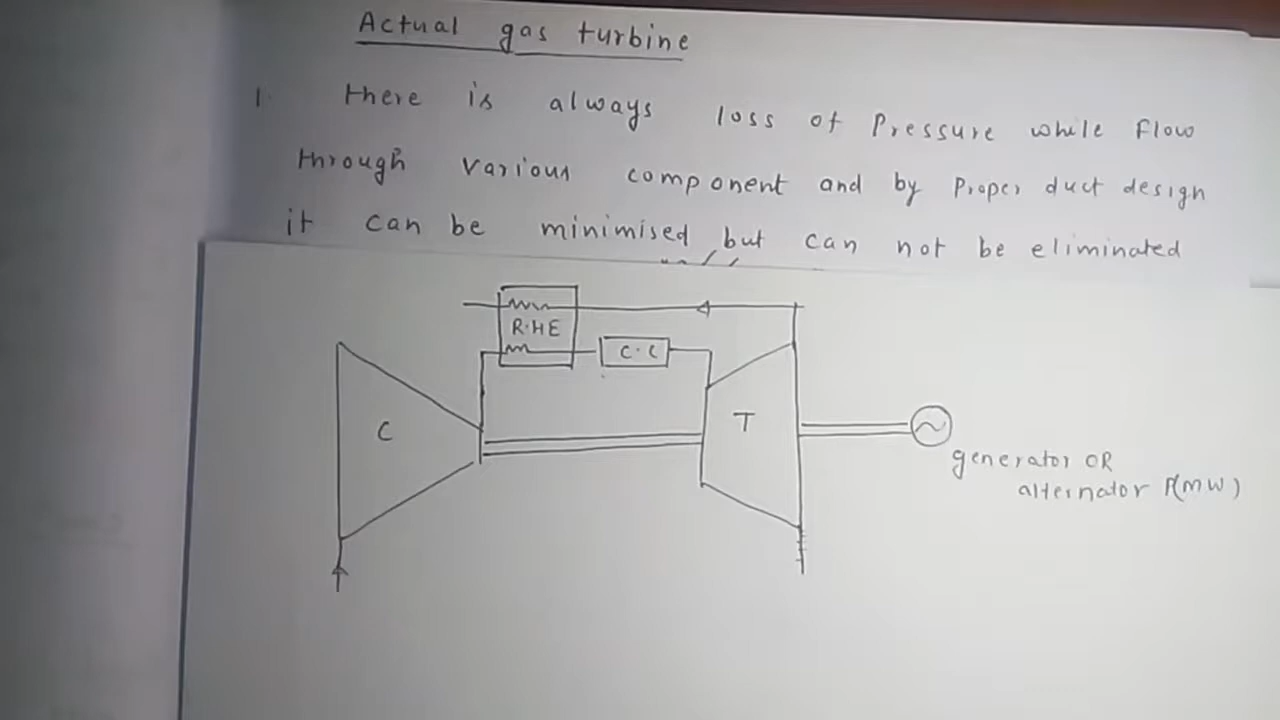 Actual gas turbine
1. there is always loss of Pressure while Flow
through various component and by Proper duct design
it can be minimised but can not be eliminated
R.HE
C.C
C
T
generator OR
alternator P(MW)